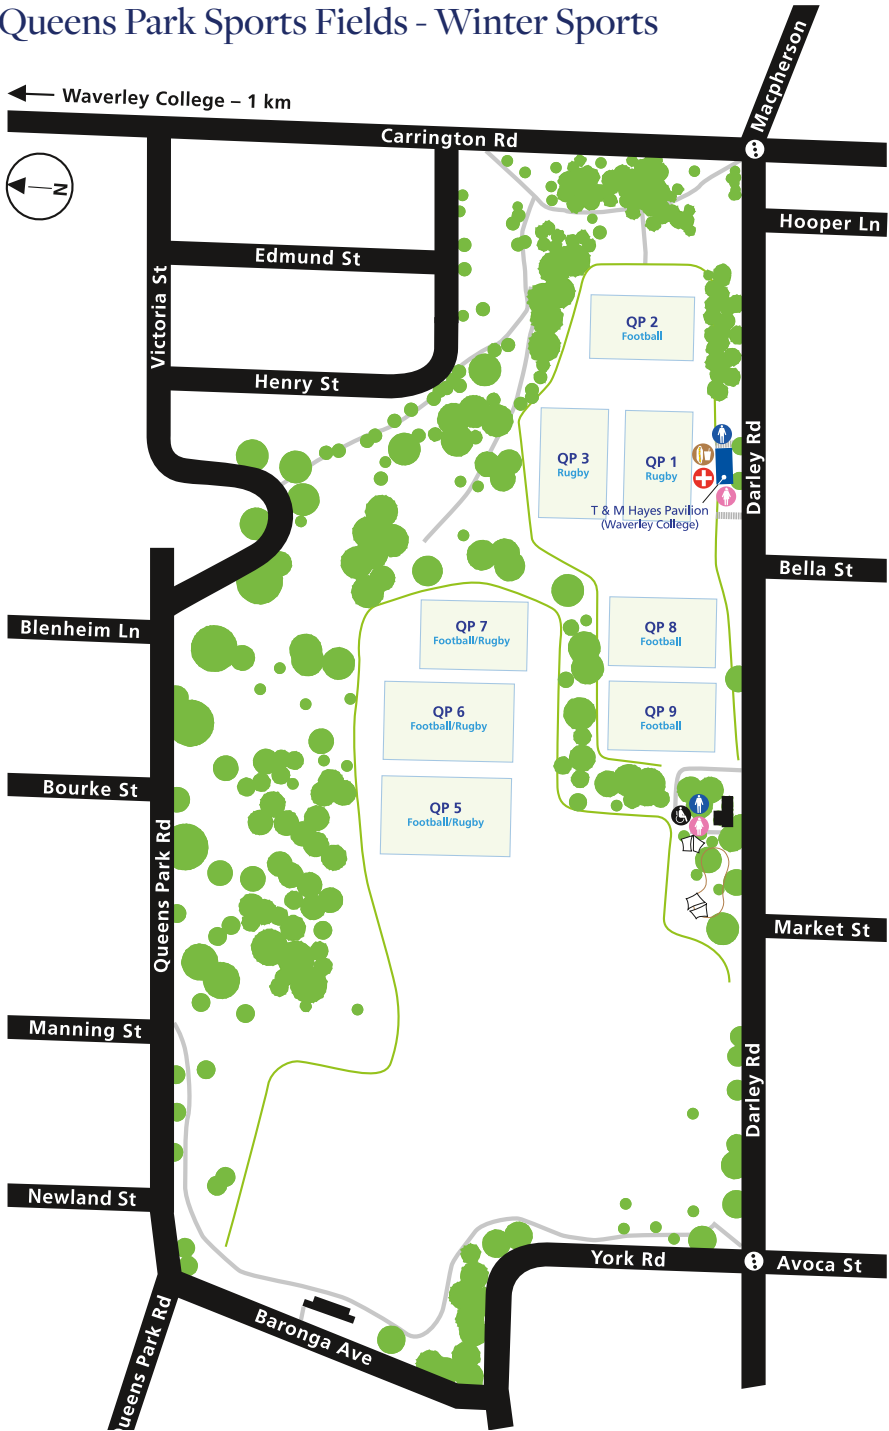 Queens Park Sports Fields - Winter Sports
Macpherson
Waverley College – 1 km
Carrington Rd
N
Hooper Ln
Edmund St
Victoria St
QP 2
Football
Henry St
QP 3
Rugby
QP 1
Rugby
Darley Rd
T & M Hayes Pavilion
(Waverley College)
Bella St
Blenheim Ln
QP 7
Football/Rugby
QP 8
Football
QP 6
Football/Rugby
QP 9
Football
Bourke St
QP 5
Football/Rugby
Queens Park Rd
Market St
Manning St
Darley Rd
Newland St
York Rd
Avoca St
Baronga Ave
Queens Park Rd